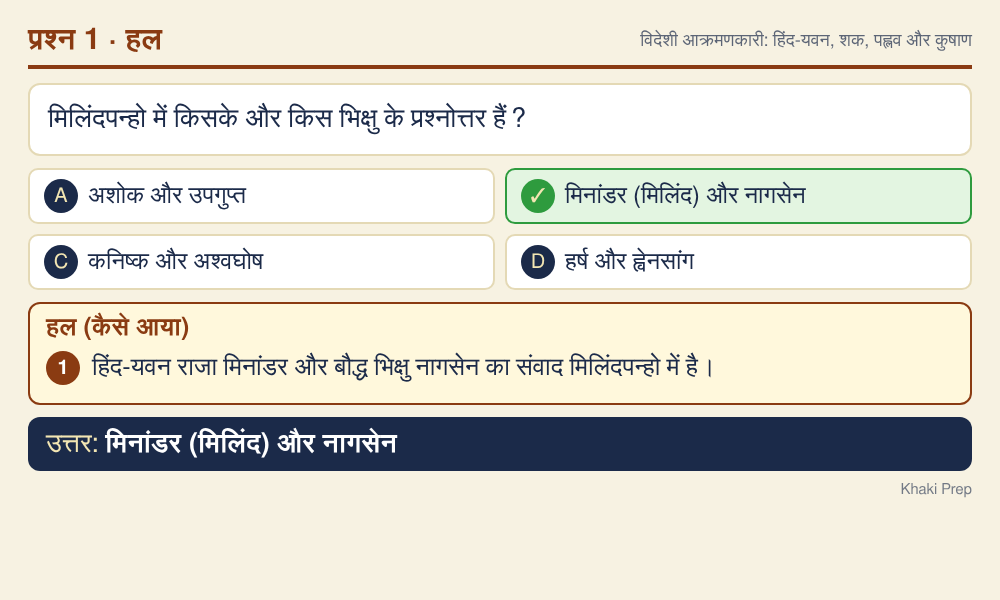 प्रश्न 1 · हल
विदेशी आक्रमणकारी: हिंद-यवन, शक, पह्लव और कुषाण
मिलिंदपन्हो में किसके और किस भिक्षु के प्रश्नोत्तर हैं ?
A अशोक और उपगुप्त
✓ मिनांडर (मिलिंद) और नागसेन
C कनिष्क और अश्वघोष
D हर्ष और ह्वेनसांग
हल (कैसे आया)
1 हिंद-यवन राजा मिनांडर और बौद्ध भिक्षु नागसेन का संवाद मिलिंदपन्हो में है।
उत्तर: मिनांडर (मिलिंद) और नागसेन
Khaki Prep